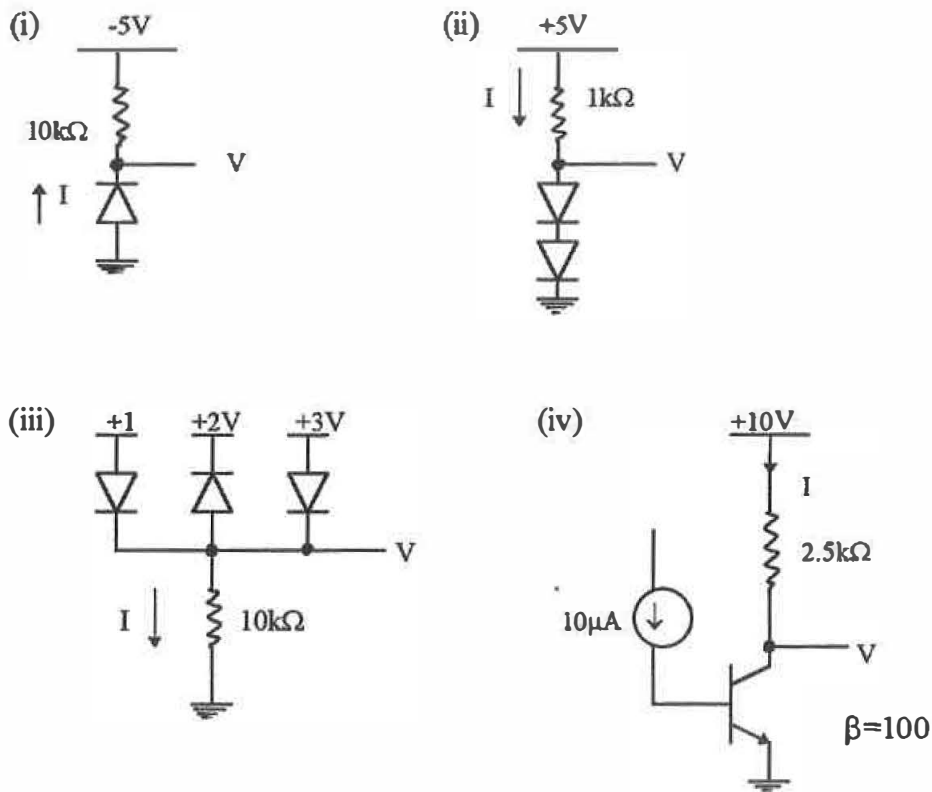 (i)
-5V
10kΩ
V
I
(ii)
+5V
I
1kΩ
V
(iii)
+1
+2V
+3V
V
I
10kΩ
(iv)
+10V
I
2.5kΩ
10µA
V
β=100